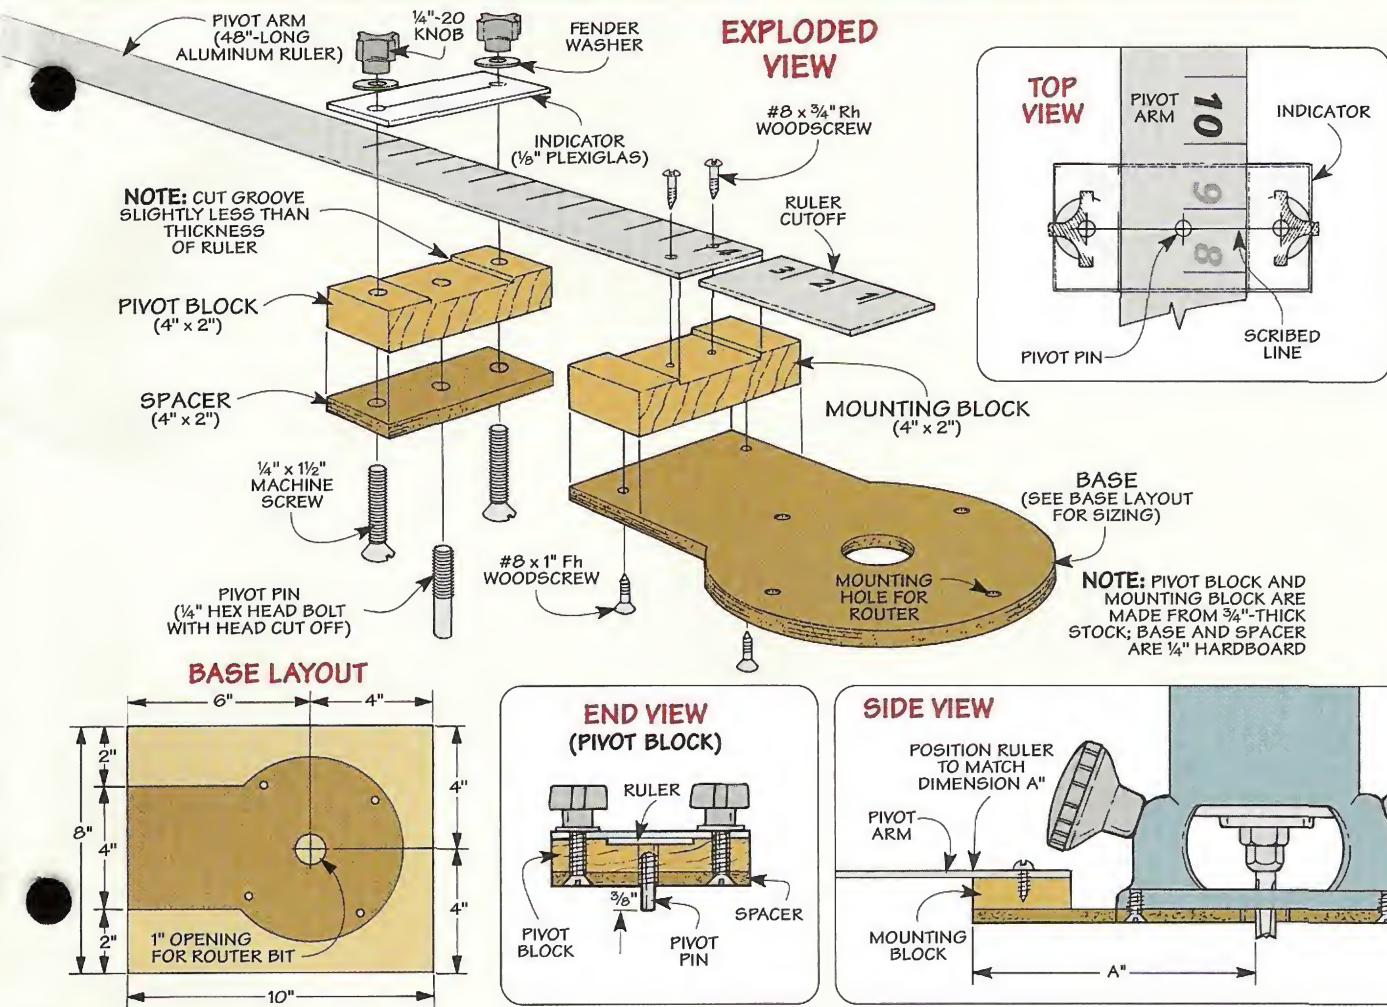 PIVOT ARM
(48"-LONG
ALUMINUM RULER)
¼"-20
KNOB
FENDER
WASHER
EXPLODED
VIEW
INDICATOR
(⅛" PLEXIGLAS)
#8 x ¾" Rh
WOODSCREW
NOTE: CUT GROOVE
SLIGHTLY LESS THAN
THICKNESS
OF RULER
RULER
CUTOFF
4
3
2
1
PIVOT BLOCK
(4" x 2")
SPACER
(4" x 2")
MOUNTING BLOCK
(4" x 2")
¼" x 1½"
MACHINE
SCREW
BASE
(SEE BASE LAYOUT
FOR SIZING)
#8 x 1" Fh
WOODSCREW
MOUNTING
HOLE FOR
ROUTER
PIVOT PIN
(¼" HEX HEAD BOLT
WITH HEAD CUT OFF)
NOTE: PIVOT BLOCK AND
MOUNTING BLOCK ARE
MADE FROM ¾"-THICK
STOCK; BASE AND SPACER
ARE ¼" HARDBOARD
TOP
VIEW
PIVOT
ARM
10
9
8
INDICATOR
PIVOT PIN
SCRIBED
LINE
BASE LAYOUT
6"
4"
2"
4"
8"
4"
4"
2"
1" OPENING
FOR ROUTER BIT
10"
END VIEW
(PIVOT BLOCK)
RULER
⅜"
PIVOT
BLOCK
PIVOT
PIN
SPACER
SIDE VIEW
POSITION RULER
TO MATCH
DIMENSION A"
PIVOT
ARM
MOUNTING
BLOCK
A"